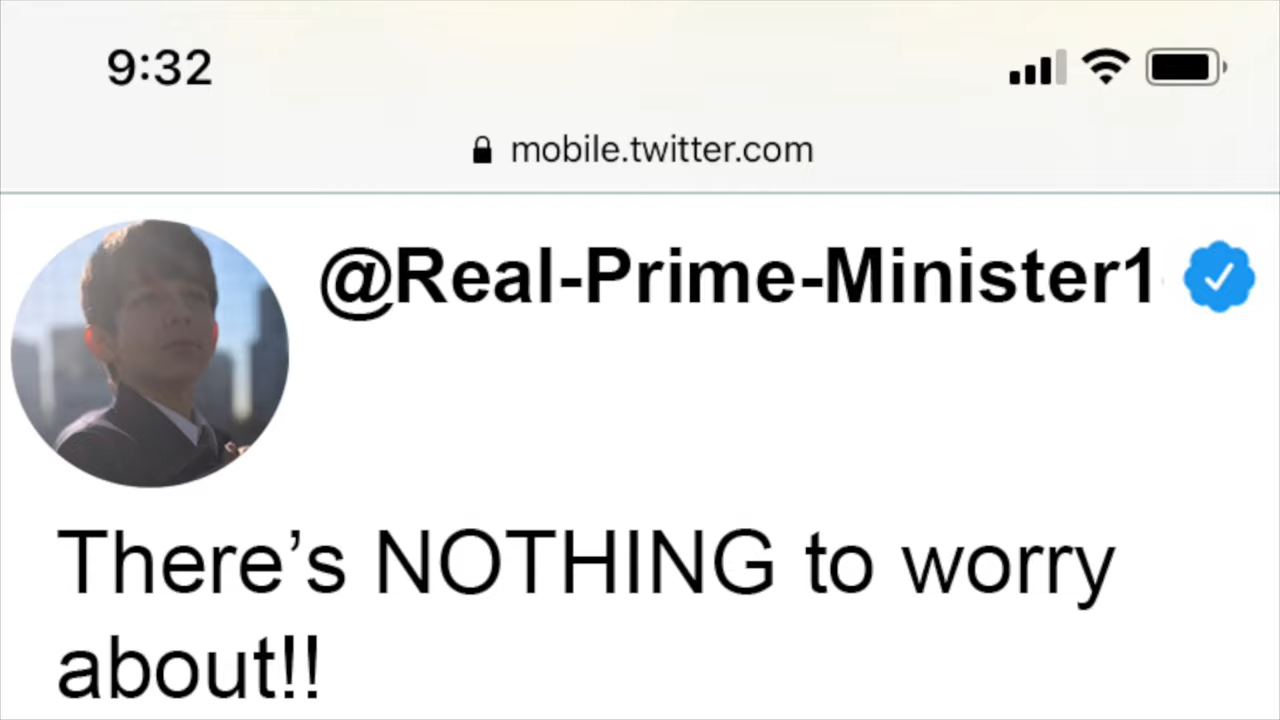 9:32
mobile.twitter.com
@Real-Prime-Minister1
There’s NOTHING to worry
about!!